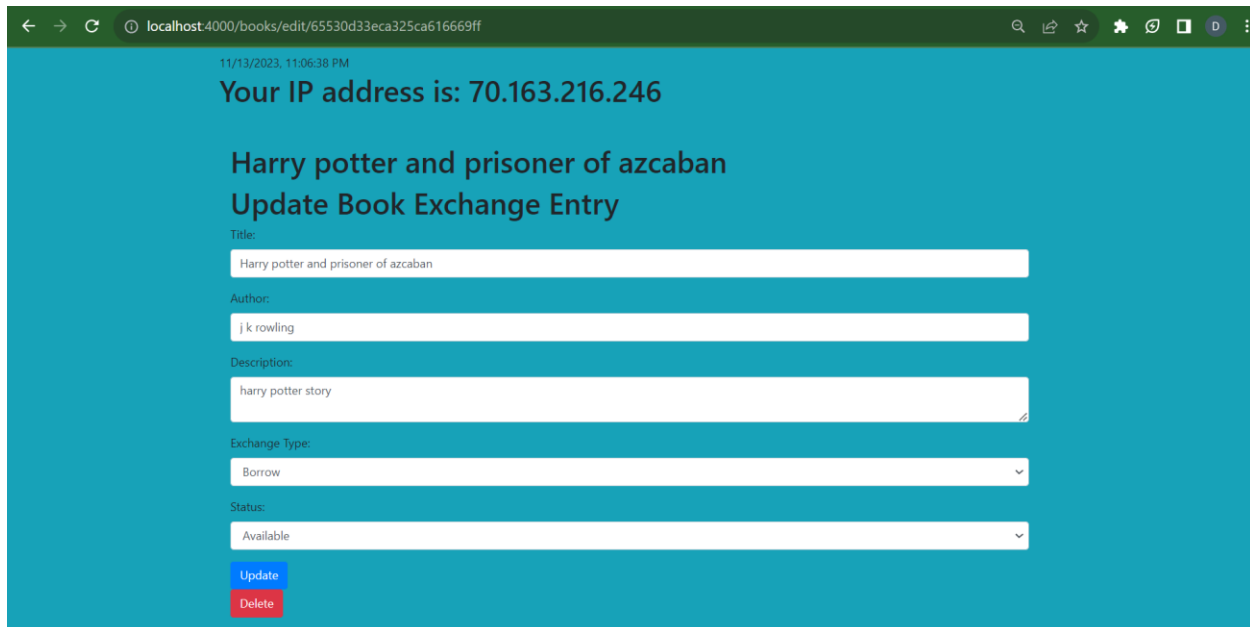 localhost:4000/books/edit/65530d33eca325ca616669ff
D
11/13/2023, 11:06:38 PM
Your IP address is: 70.163.216.246
Harry potter and prisoner of azcaban
Update Book Exchange Entry
Title:
Harry potter and prisoner of azcaban
Author:
j k rowling
Description:
harry potter story
Exchange Type:
Borrow
Status:
Available
Update
Delete